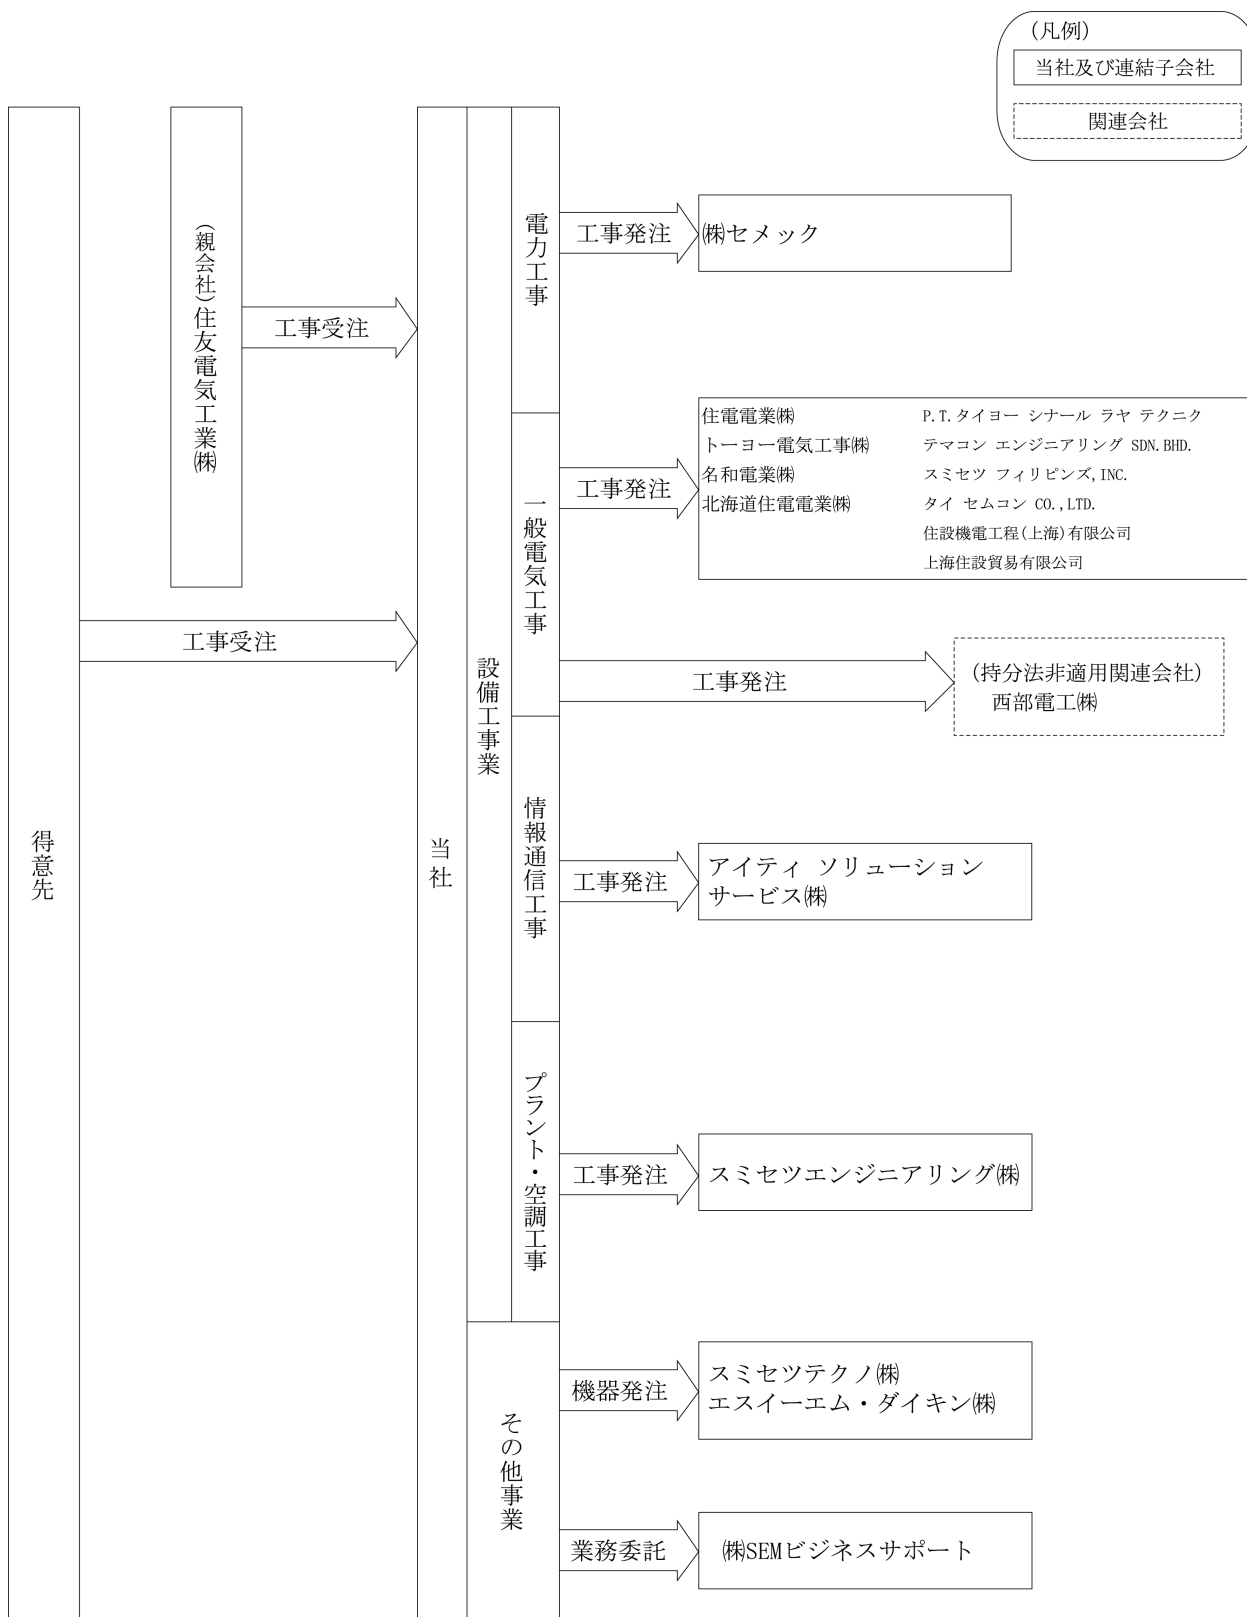 （凡例）
当社及び連結子会社
関連会社
得意先
（親会社）住友電気工業㈱
工事受注
工事受注
当社
設備工事業
その他事業
電力工事
一般電気工事
情報通信工事
プラント・空調工事
工事発注
㈱セメック
工事発注
住電電業㈱
トーヨー電気工事㈱
名和電業㈱
北海道住電電業㈱
P.T.タイヨー シナール ラヤ テクニク
テマコン エンジニアリング SDN.BHD.
スミセツ フィリピンズ,INC.
タイ セムコン CO.,LTD.
住設機電工程(上海)有限公司
上海住設貿易有限公司
工事発注
（持分法非適用関連会社）
西部電工㈱
工事発注
アイティ ソリューション
サービス㈱
工事発注
スミセツエンジニアリング㈱
機器発注
スミセツテクノ㈱
エスイーエム・ダイキン㈱
業務委託
㈱SEMビジネスサポート